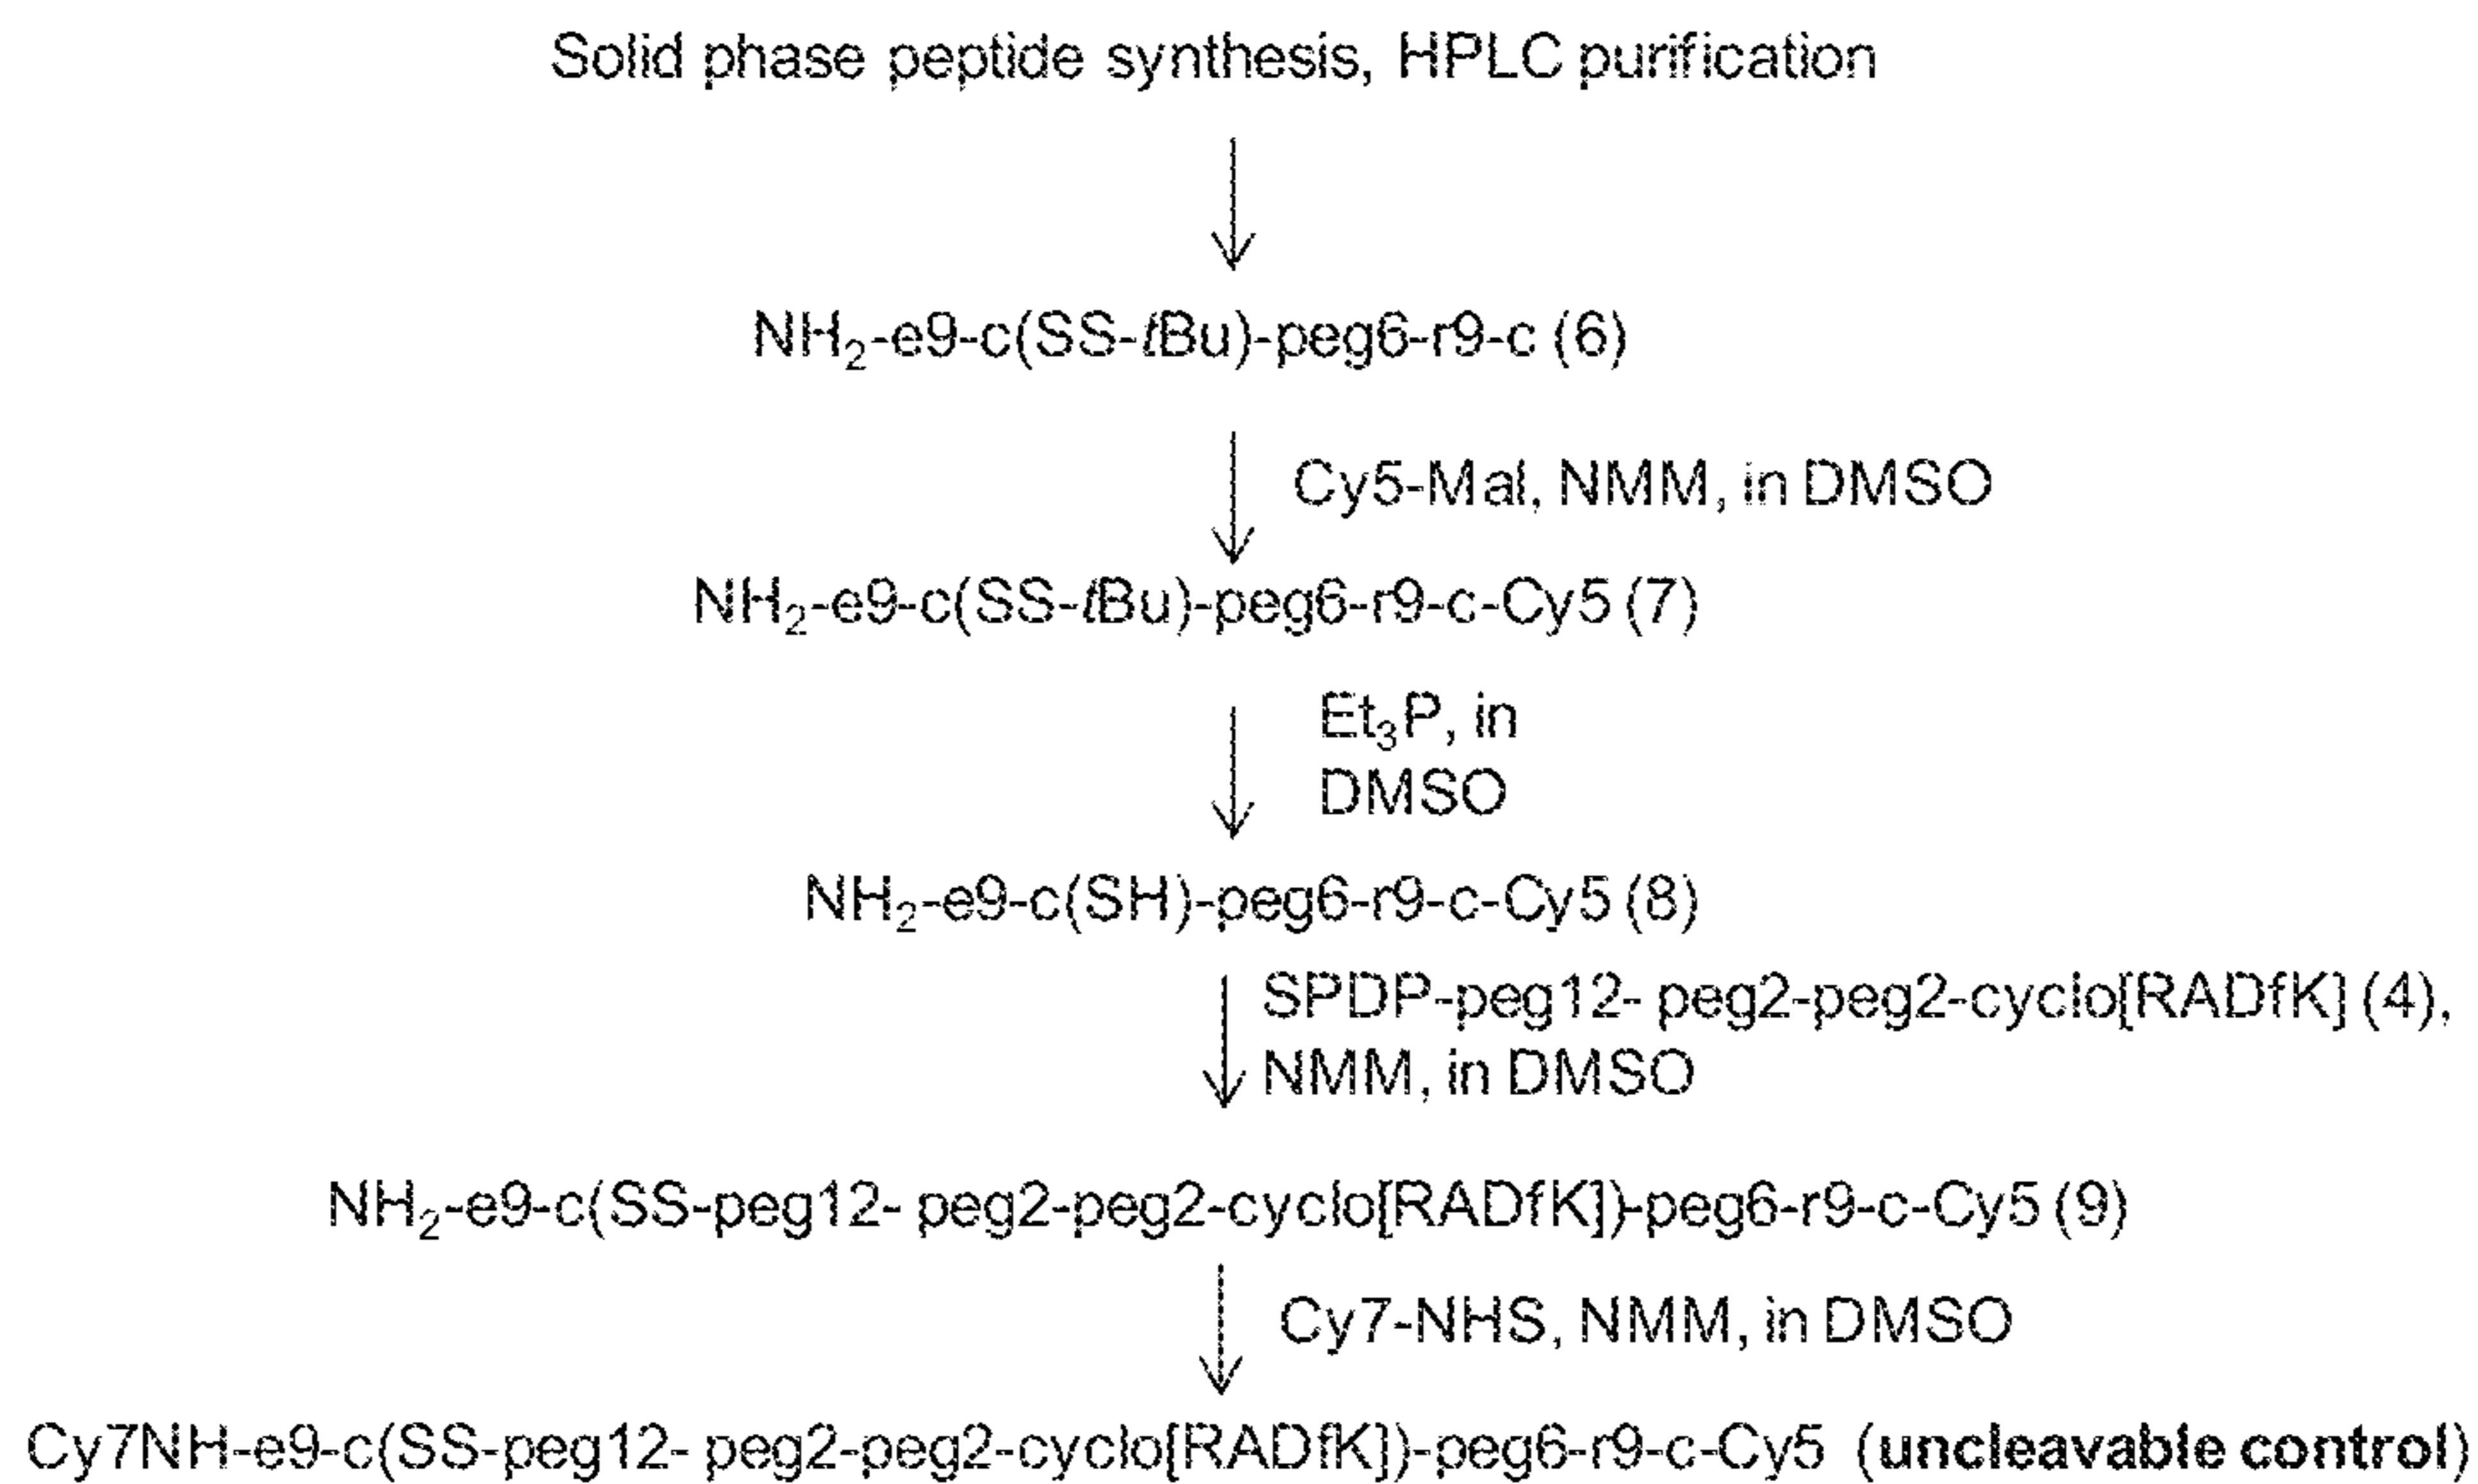 Solid phase peptide synthesis, HPLC purification
NH₂-e9-c(SS-tBu)-peg6-r9-c (6)
Cy5-Mal, NMM, in DMSO
NH₂-e9-c(SS-tBu)-peg6-r9-c-Cy5 (7)
Et₃P, in
DMSO
NH₂-e9-c(SH)-peg6-r9-c-Cy5 (8)
SPDP-peg12- peg2-peg2-cyclo[RADfK] (4),
NMM, in DMSO
NH₂-e9-c(SS-peg12- peg2-peg2-cyclo[RADfK])-peg6-r9-c-Cy5 (9)
Cy7-NHS, NMM, in DMSO
Cy7NH-e9-c(SS-peg12- peg2-peg2-cyclo[RADfK])-peg6-r9-c-Cy5 (uncleavable control)